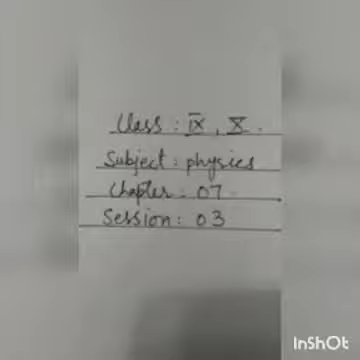 Class : IX , X .
Subject : physics
Chapter : 07
Session : 03
InShOt